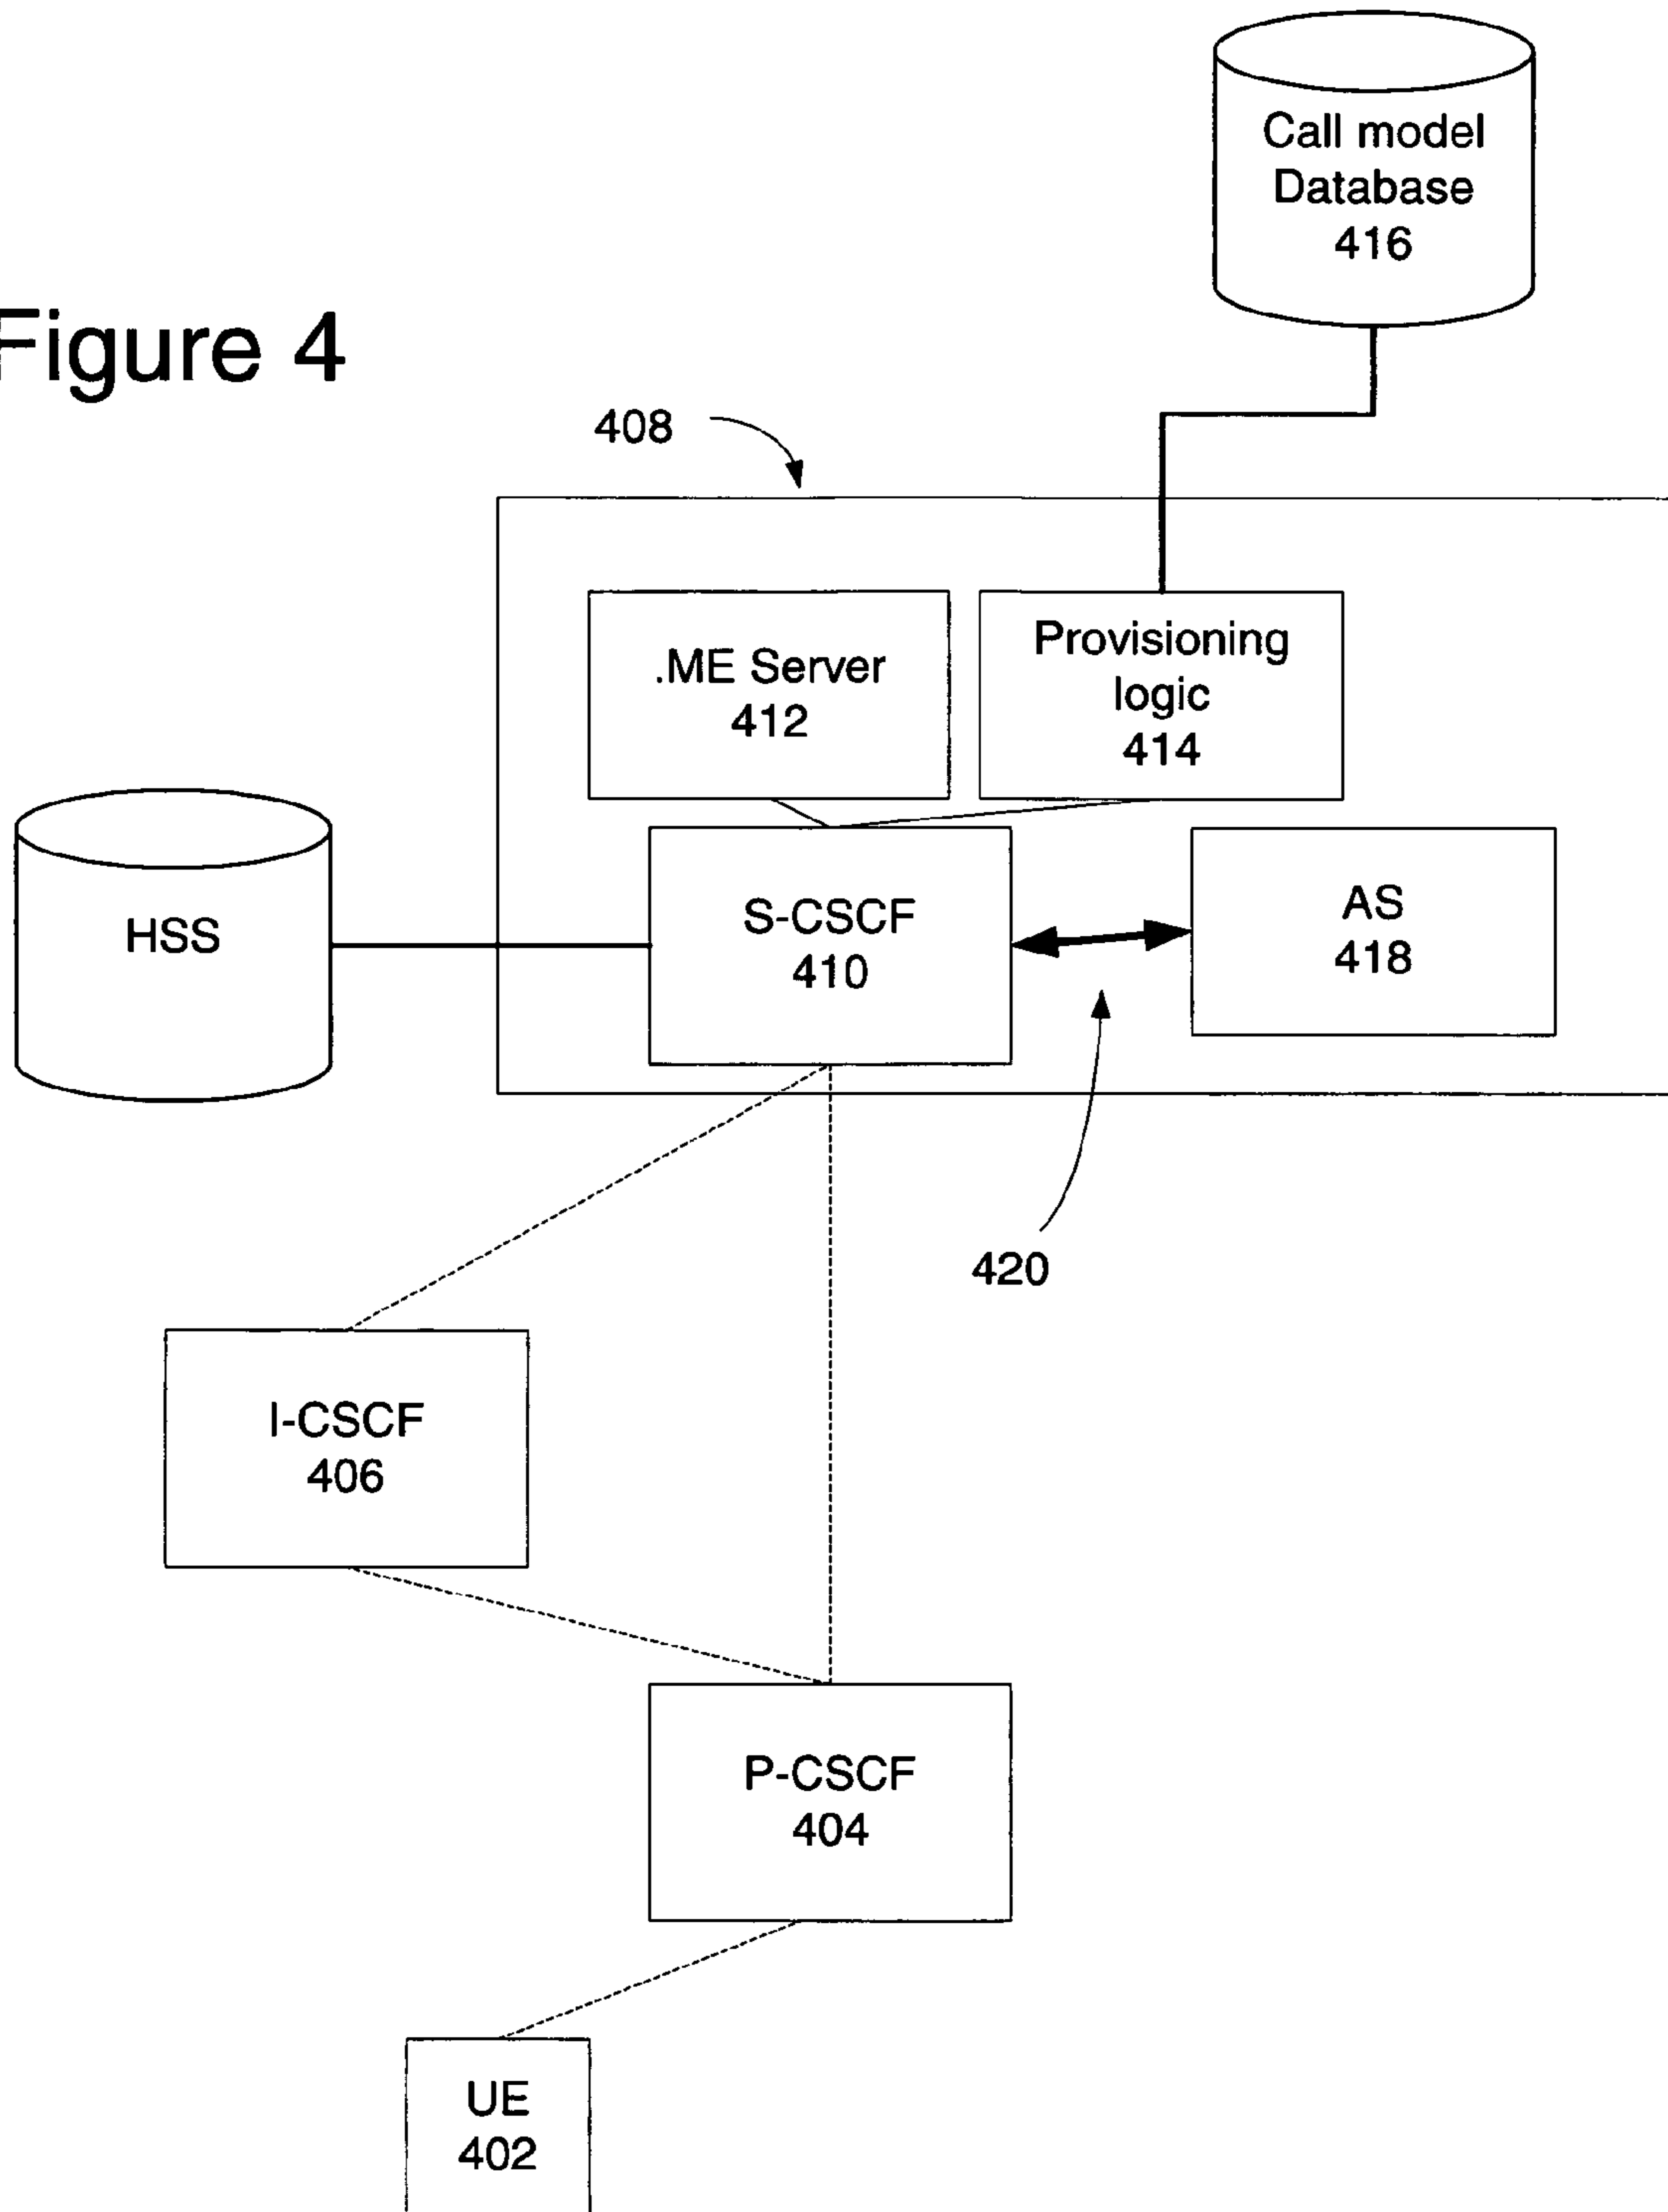 Call model
Database
416
Figure 4
408
.ME Server
412
Provisioning
logic
414
HSS
S-CSCF
410
AS
418
420
I-CSCF
406
P-CSCF
404
UE
402